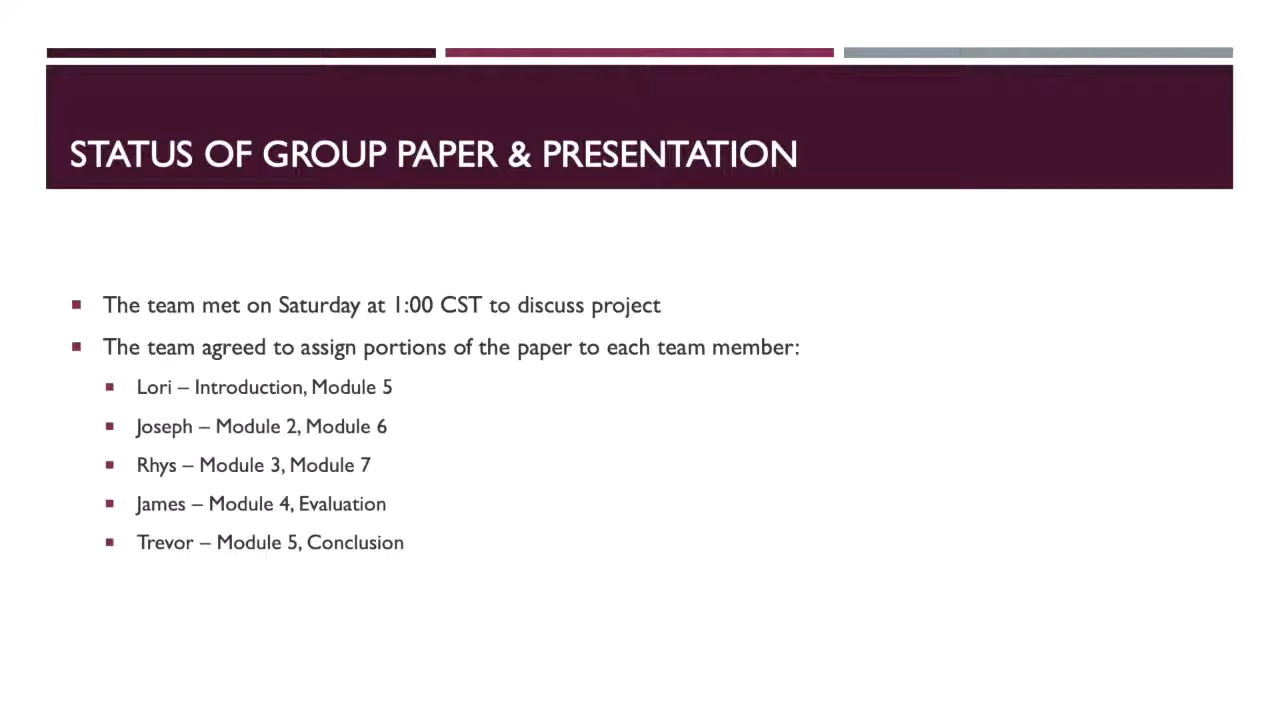 STATUS OF GROUP PAPER & PRESENTATION
The team met on Saturday at 1:00 CST to discuss project
The team agreed to assign portions of the paper to each team member:
Lori – Introduction, Module 5
Joseph – Module 2, Module 6
Rhys – Module 3, Module 7
James – Module 4, Evaluation
Trevor – Module 5, Conclusion